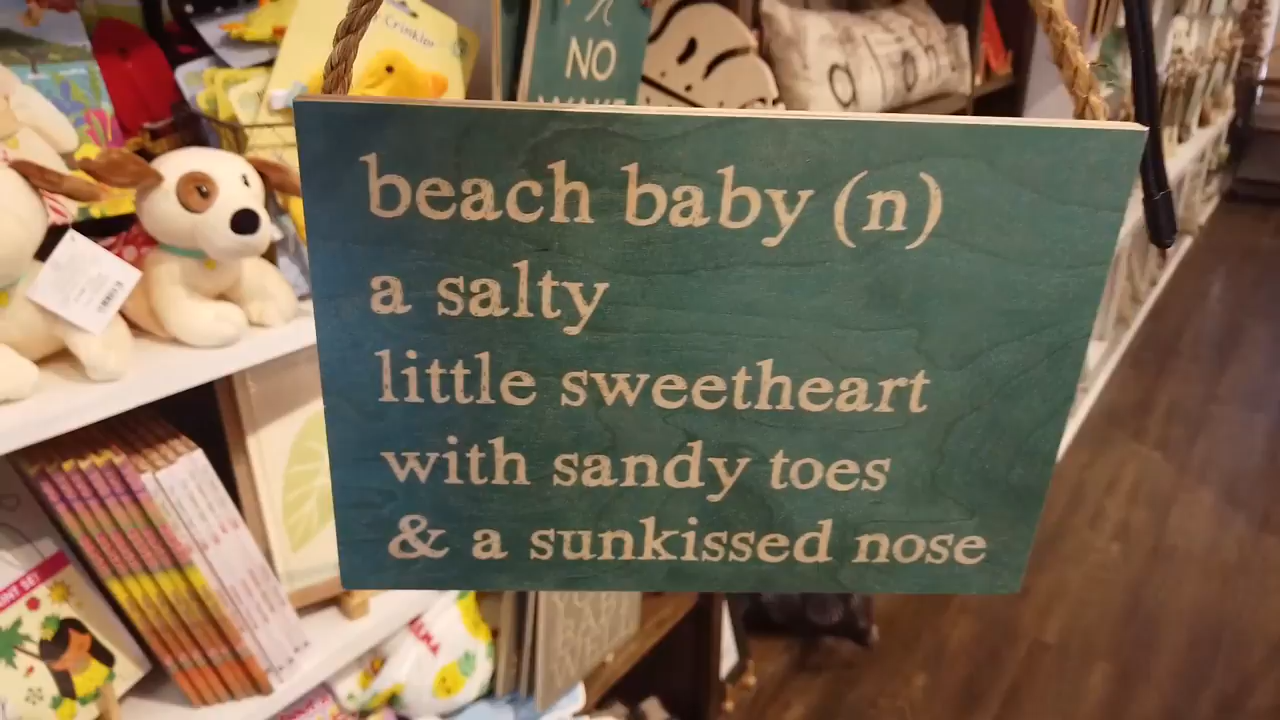 Crinkle
NO
beach baby (n)
a salty
little sweetheart
with sandy toes
& a sunkissed nose